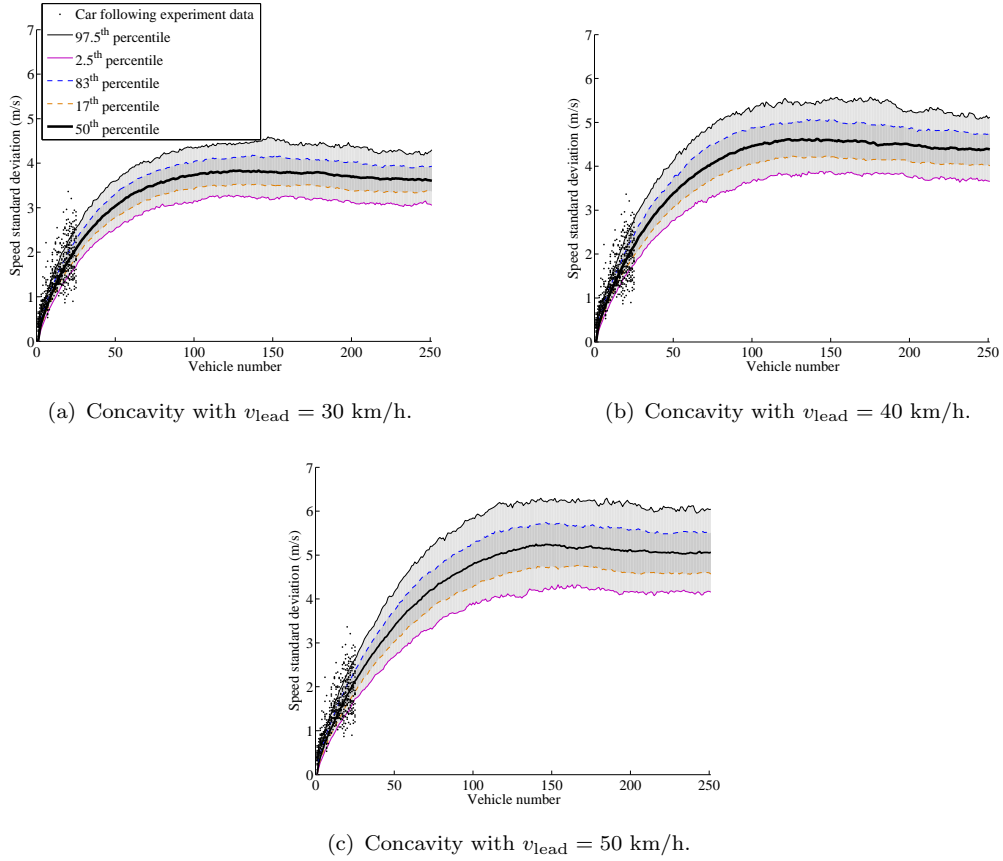 Car following experiment data
97.5th percentile
2.5th percentile
83th percentile
17th percentile
50th percentile
Speed standard deviation (m/s)
7
6
5
4
3
2
1
0
0 50 100 150 200 250
Vehicle number
(a) Concavity with vlead = 30 km/h.
Speed standard deviation (m/s)
7
6
5
4
3
2
1
0
0 50 100 150 200 250
Vehicle number
(b) Concavity with vlead = 40 km/h.
Speed standard deviation (m/s)
7
6
5
4
3
2
1
0
0 50 100 150 200 250
Vehicle number
(c) Concavity with vlead = 50 km/h.